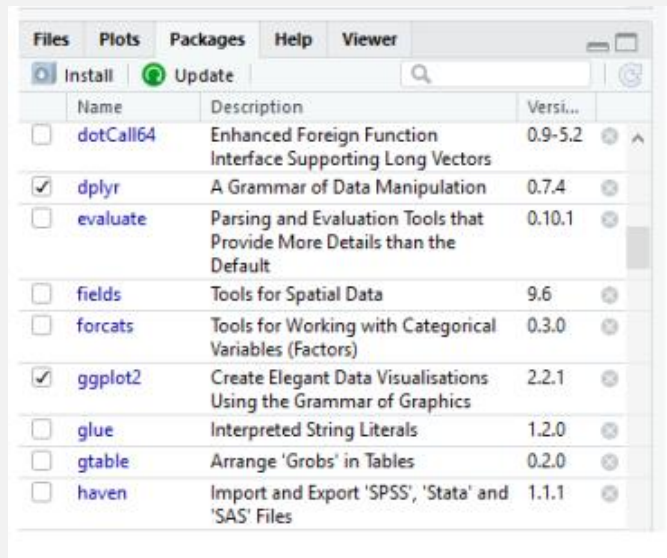 Files Plots Packages Help Viewer
Install Update
Name Description Versi...
dotCall64 Enhanced Foreign Function 0.9-5.2
Interface Supporting Long Vectors
dplyr A Grammar of Data Manipulation 0.7.4
evaluate Parsing and Evaluation Tools that 0.10.1
Provide More Details than the
Default
fields Tools for Spatial Data 9.6
forcats Tools for Working with Categorical 0.3.0
Variables (Factors)
ggplot2 Create Elegant Data Visualisations 2.2.1
Using the Grammar of Graphics
glue Interpreted String Literals 1.2.0
gtable Arrange 'Grobs' in Tables 0.2.0
haven Import and Export 'SPSS', 'Stata' and 1.1.1
'SAS' Files